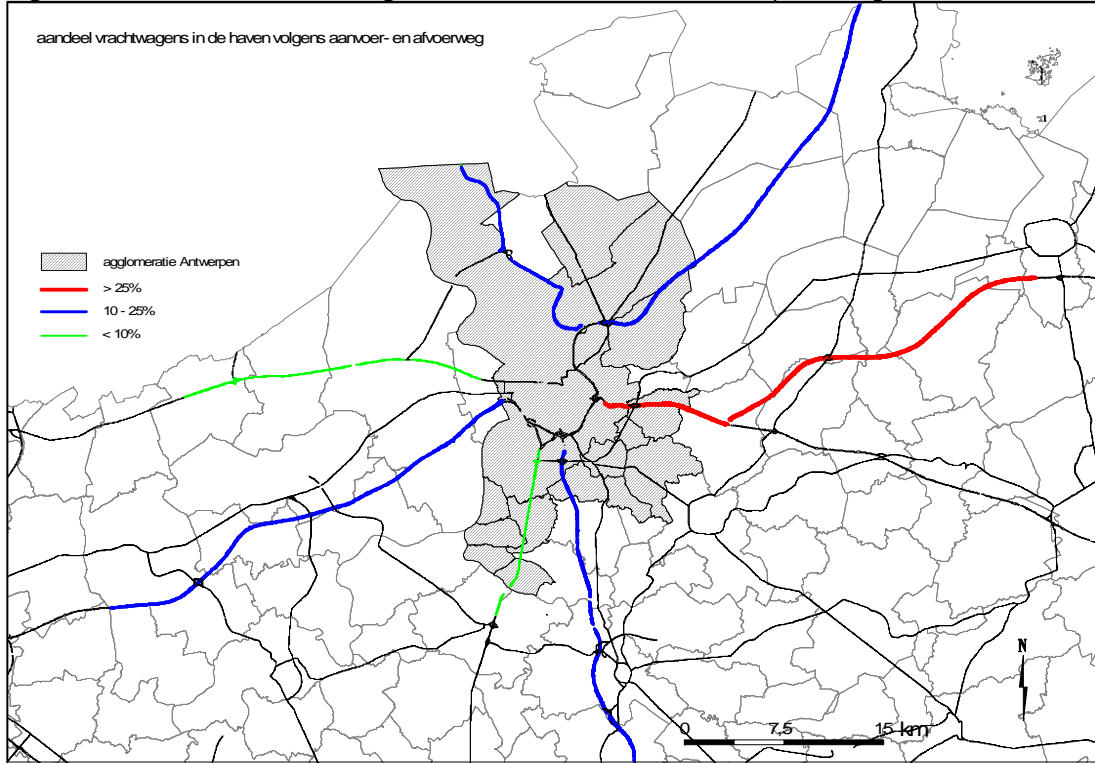 aandeel vrachtwagens in de haven volgens aanvoer- en afvoerweg
agglomeratie Antwerpen
> 25%
10 - 25%
< 10%
N
0 7,5 15 km